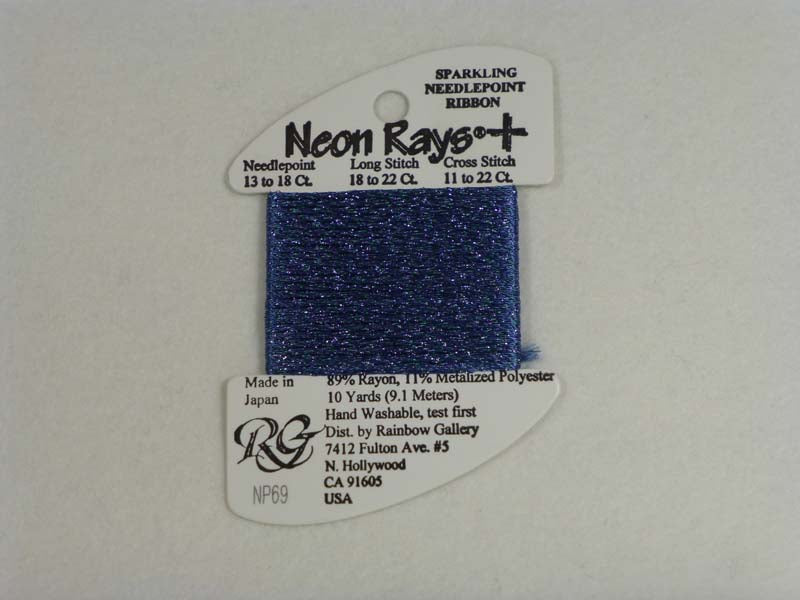 SPARKLING
NEEDLEPOINT
RIBBON
Neon Rays®+
Needlepoint Long Stitch Cross Stitch
13 to 18 Ct. 18 to 22 Ct. 11 to 22 Ct.
Made in
Japan
89% Rayon, 11% Metalized Polyester
10 Yards (9.1 Meters)
Hand Washable, test first
Dist. by Rainbow Gallery
7412 Fulton Ave. #5
N. Hollywood
CA 91605
USA
RG
NP69